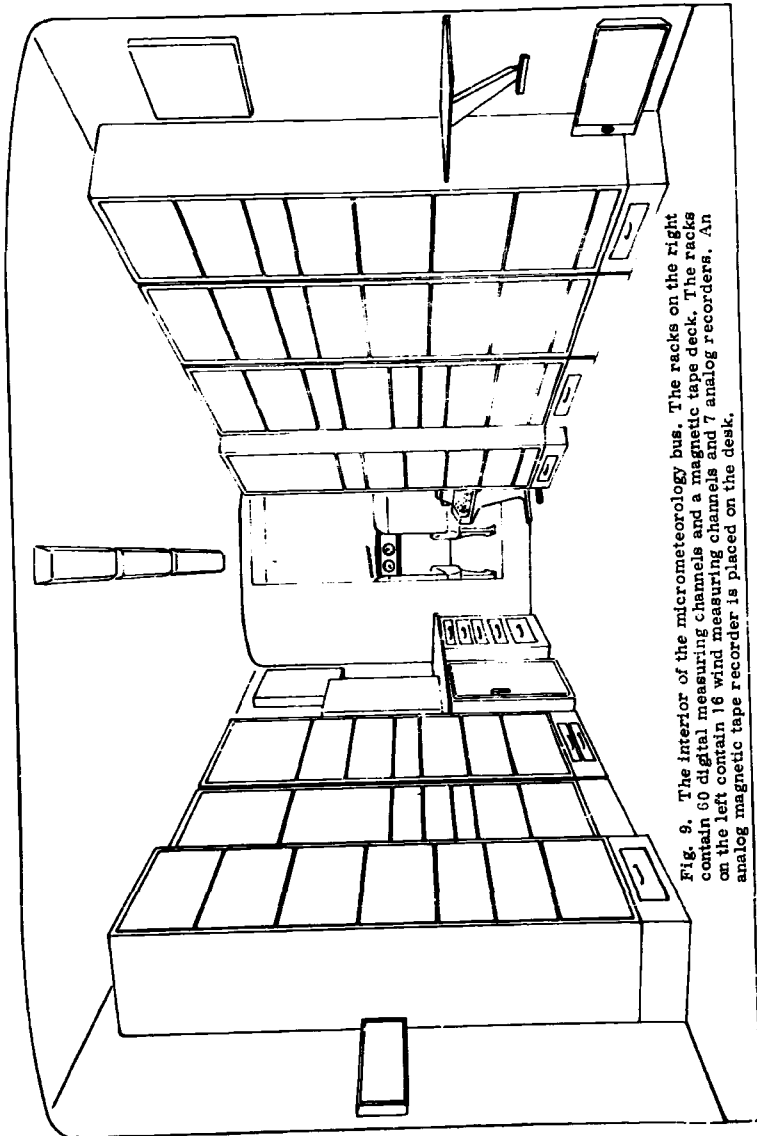 Fig. 9. The interior of the micrometeorology bus. The racks on the right
contain 60 digital measuring channels and a magnetic tape deck. The racks
on the left contain 16 wind measuring channels and 7 analog recorders. An
analog magnetic tape recorder is placed on the desk.